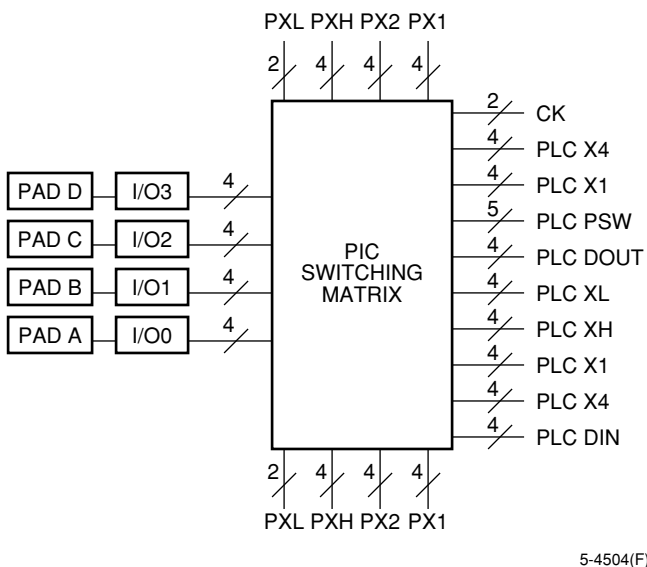 PXL PXH PX2 PX1
2 4 4 4
2 CK
4 PLC X4
4 PLC X1
5 PLC PSW
4 PLC DOUT
4 PLC XL
4 PLC XH
4 PLC X1
4 PLC X4
4 PLC DIN
PAD D I/O3 4
PAD C I/O2 4
PAD B I/O1 4
PAD A I/O0 4
PIC
SWITCHING
MATRIX
2 4 4 4
PXL PXH PX2 PX1
5-4504(F)